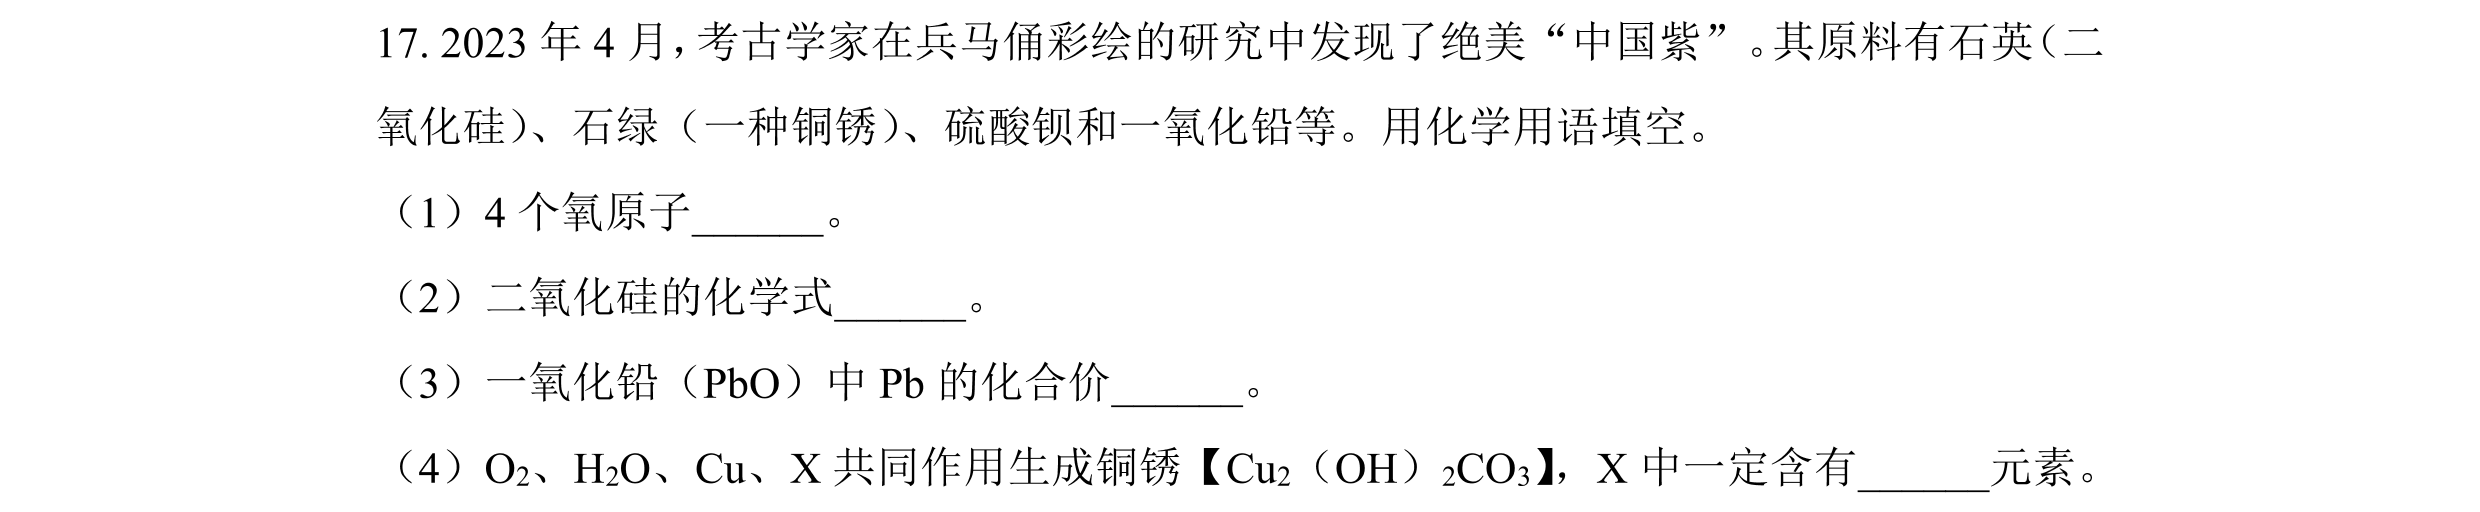 17. 2023 年 4 月，考古学家在兵马俑彩绘的研究中发现了绝美“中国紫”。其原料有石英（二
氧化硅）、石绿（一种铜锈）、硫酸钡和一氧化铅等。用化学用语填空。
（1）4 个氧原子______。
（2）二氧化硅的化学式______。
（3）一氧化铅（PbO）中 Pb 的化合价______。
（4）O₂、H₂O、Cu、X 共同作用生成铜锈【Cu₂（OH）₂CO₃】，X 中一定含有______元素。